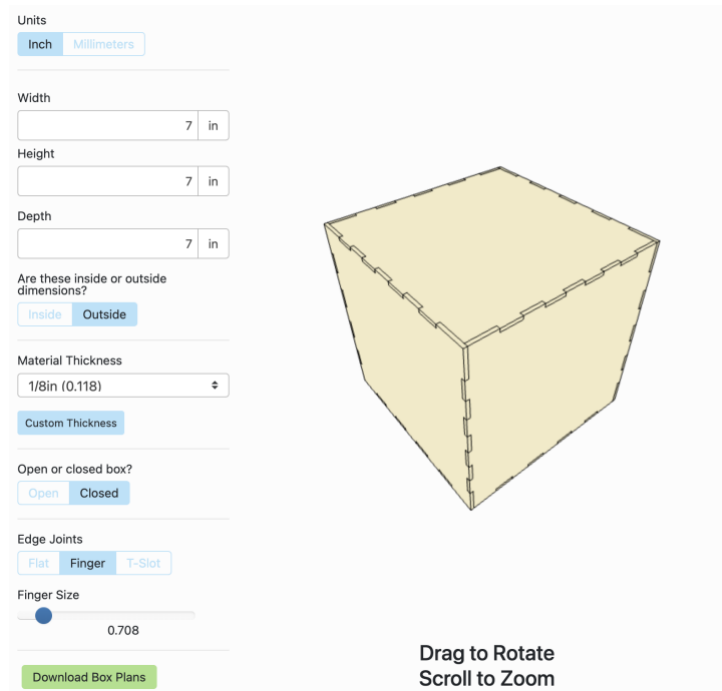 Units
Inch Millimeters
Width
7 in
Height
7 in
Depth
7 in
Are these inside or outside
dimensions?
Inside Outside
Material Thickness
1/8in (0.118)
Custom Thickness
Open or closed box?
Open Closed
Edge Joints
Flat Finger T-Slot
Finger Size
0.708
Download Box Plans
Drag to Rotate
Scroll to Zoom